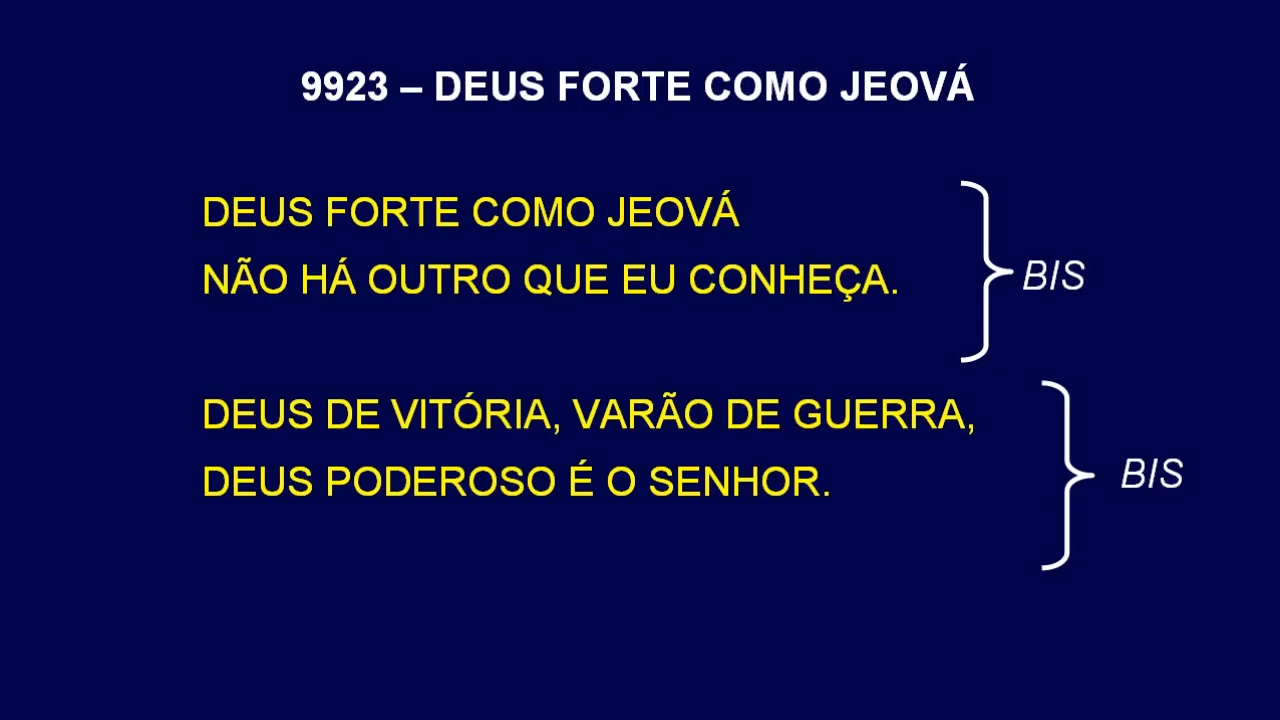 9923 – DEUS FORTE COMO JEOVÁ
DEUS FORTE COMO JEOVÁ
NÃO HÁ OUTRO QUE EU CONHEÇA.
BIS
DEUS DE VITÓRIA, VARÃO DE GUERRA,
DEUS PODEROSO É O SENHOR.
BIS